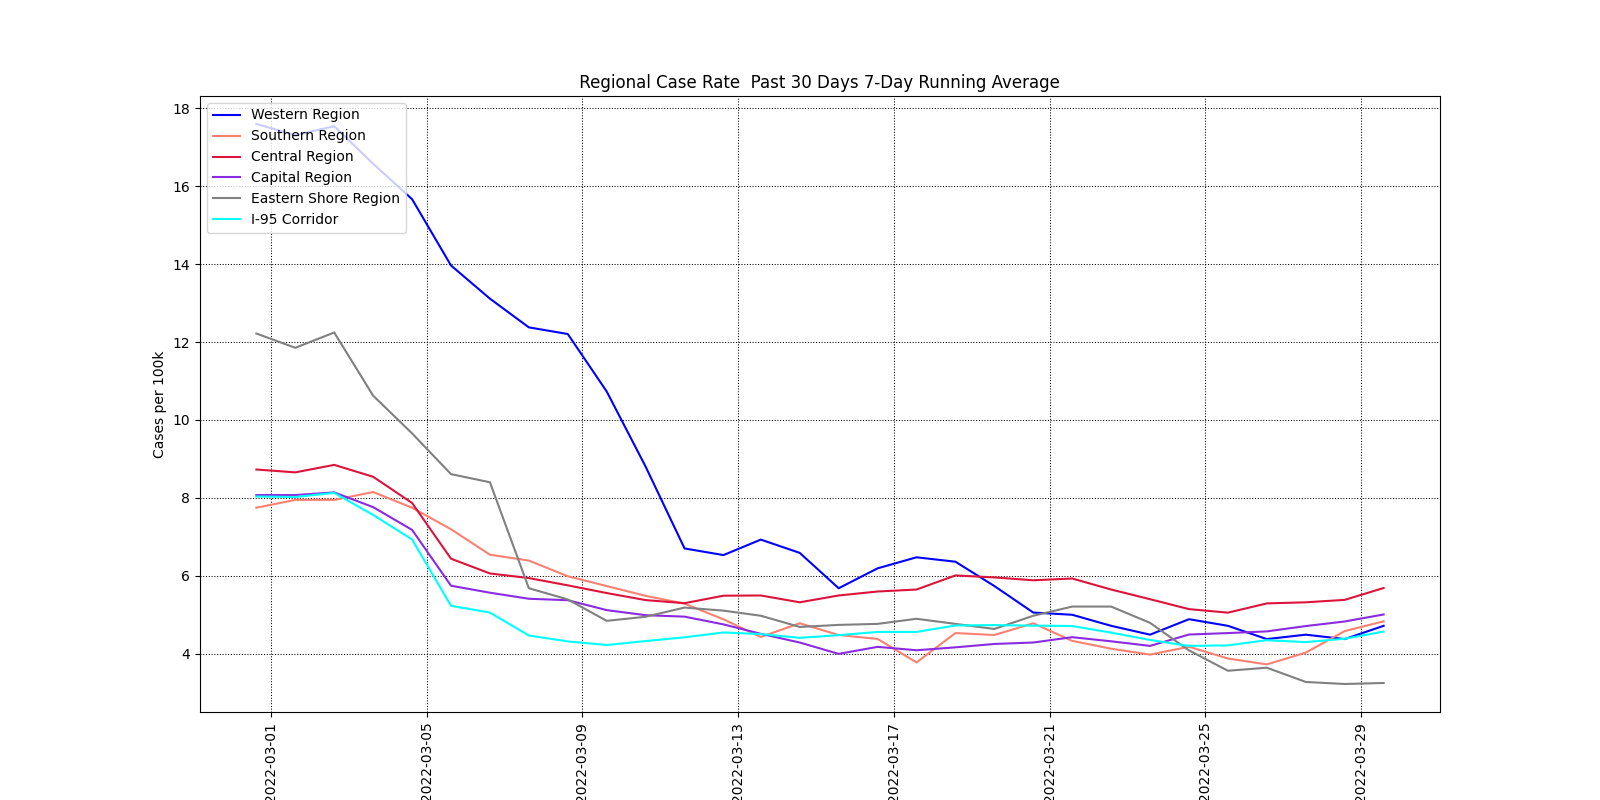 Regional Case Rate  Past 30 Days 7-Day Running Average
Western Region
Southern Region
Central Region
Capital Region
Eastern Shore Region
I-95 Corridor
Cases per 100k
18
16
14
12
10
8
6
4
2022-03-01
2022-03-05
2022-03-09
2022-03-13
2022-03-17
2022-03-21
2022-03-25
2022-03-29